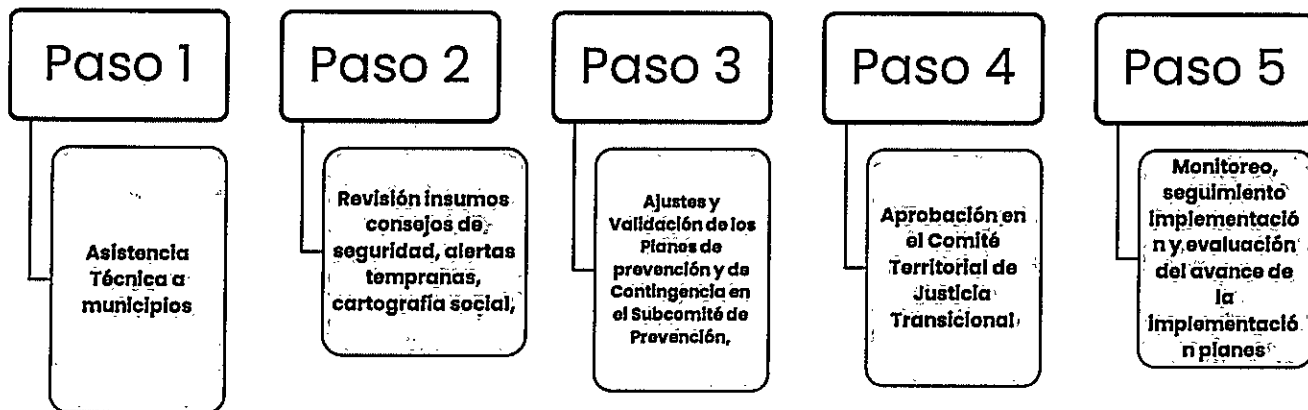 Paso 1
Asistencia
Técnica a
municipios
Paso 2
Revisión insumos
consejos de
seguridad, alertas
tempranas,
cartografía social,
Paso 3
Ajustes y
Validación de los
Planes de
prevención y de
Contingencia en
el Subcomité de
Prevención,
Paso 4
Aprobación en
el Comité
Territorial de
Justicia
Transicional
Paso 5
Monitoreo,
seguimiento
implementació
n y evaluación
del avance de
la
implementació
n planes